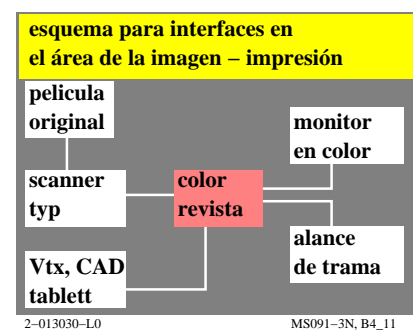 esquema para interfaces en
el área de la imagen – impresión
pelicula
original
monitor
en color
scanner
typ
color
revista
alance
de trama
Vtx, CAD
tablett
2–013030–L0
MS091–3N, B4_11